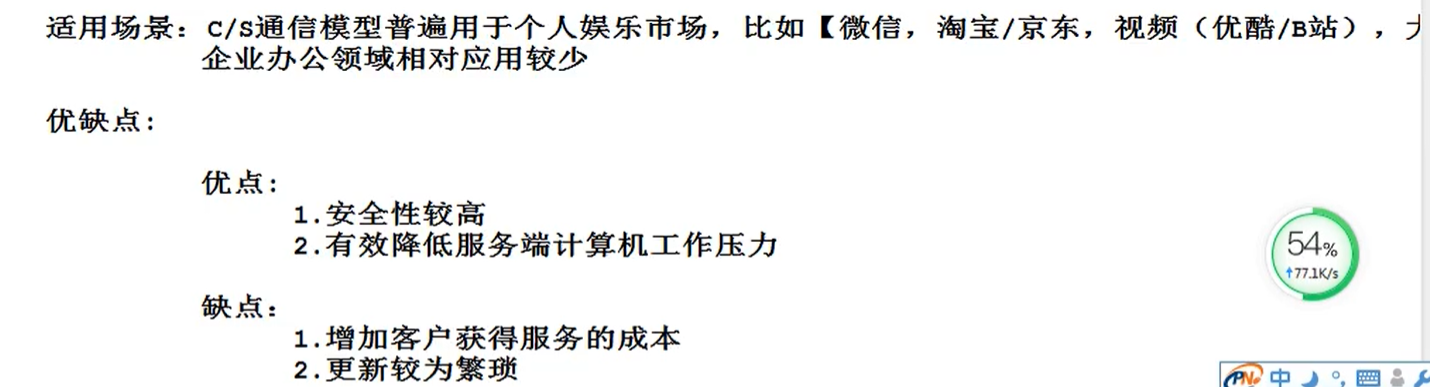 适用场景：C/S通信模型普遍用于个人娱乐市场，比如【微信，淘宝/京东，视频（优酷/B站），
企业办公领域相对应用较少
优缺点：
优点：
1.安全性较高
2.有效降低服务端计算机工作压力
缺点：
1.增加客户获得服务的成本
2.更新较为繁琐
54%
↑77.1K/s
中